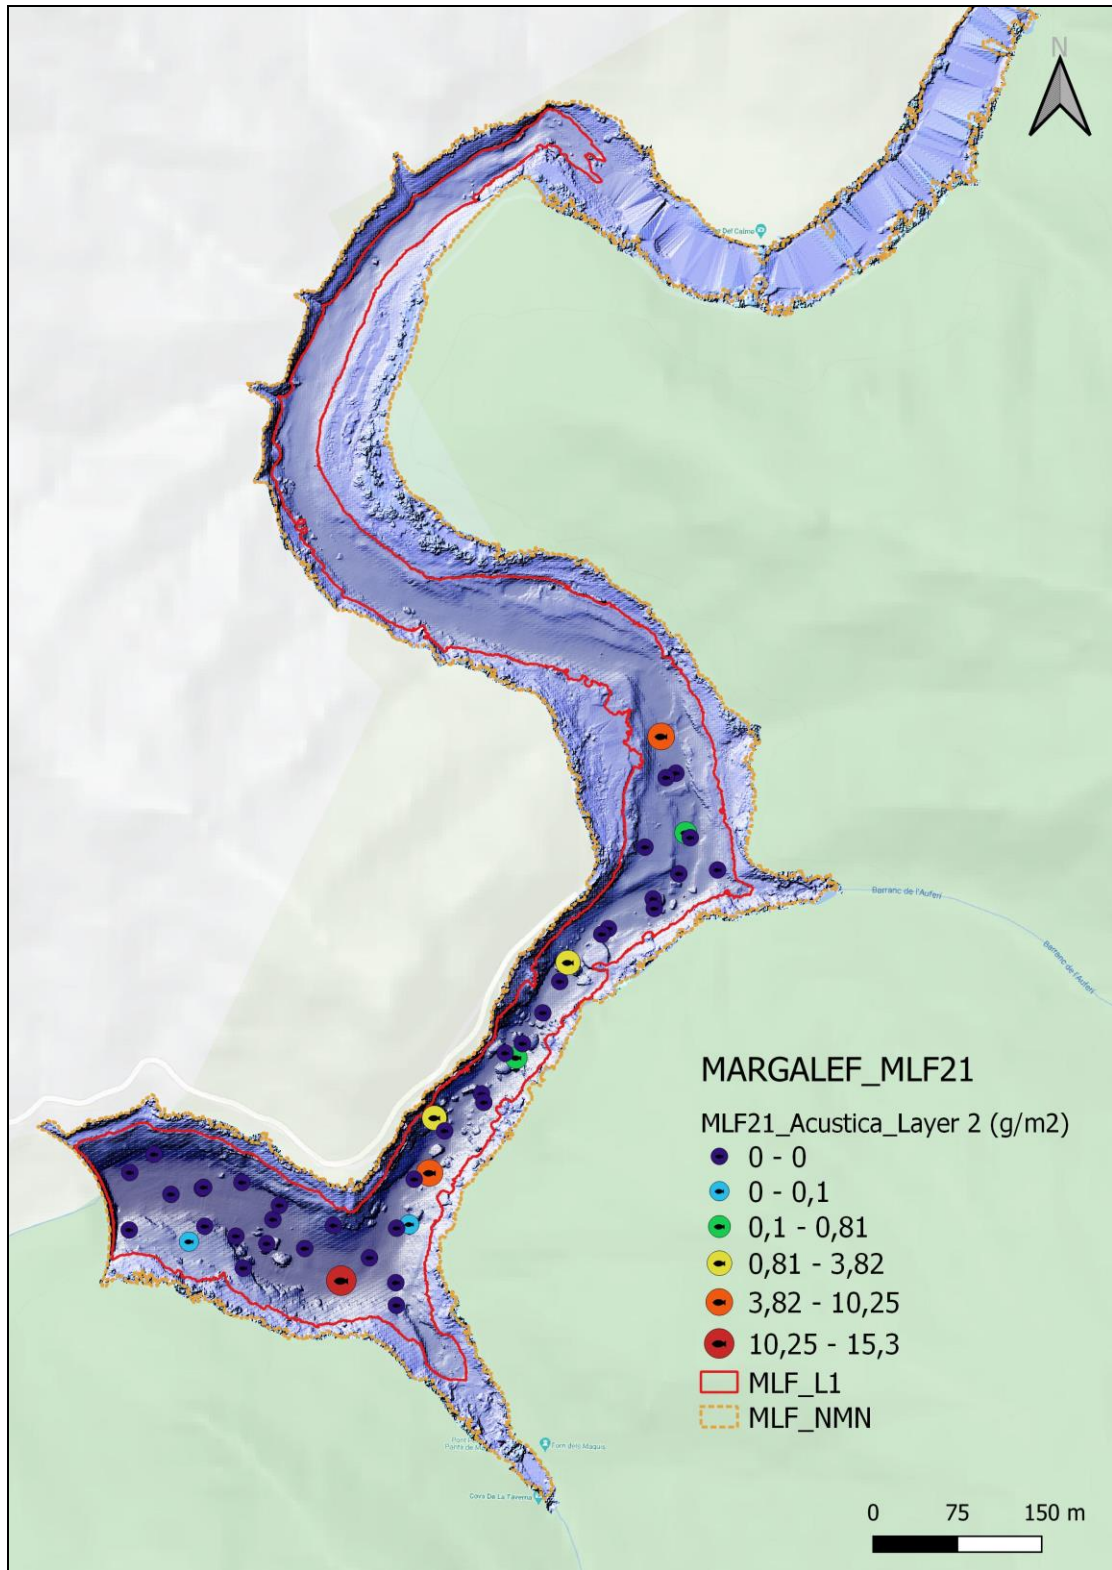 N
Del Calmo
Barranc de l'Auferi
Barranc de l'Auferi
MARGALEF_MLF21
MLF21_Acustica_Layer 2 (g/m2)
0 - 0
0 - 0,1
0,1 - 0,81
0,81 - 3,82
3,82 - 10,25
10,25 - 15,3
MLF_L1
MLF_NMN
Forn dels Maquis
Cova De La Taverna
0 75 150 m